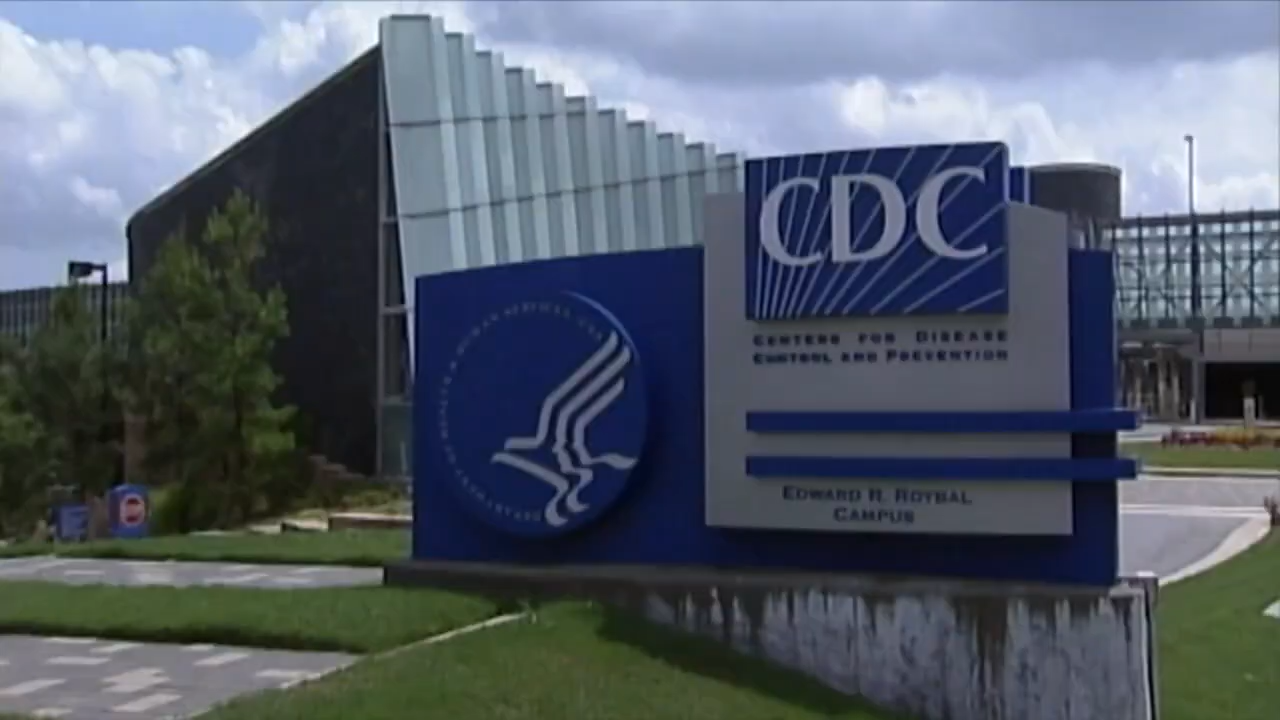 CDC
CENTERS FOR DISEASE
CONTROL AND PREVENTION
EDWARD R. ROYBAL
CAMPUS